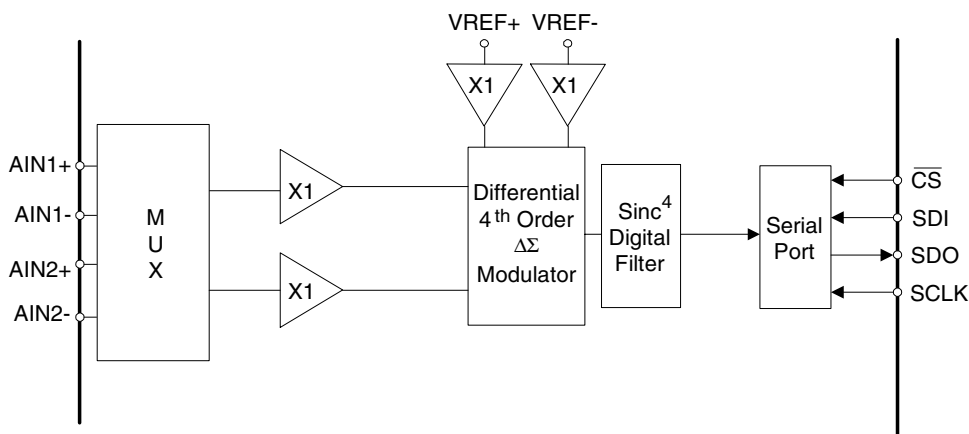 VREF+ VREF-
X1 X1
AIN1+
AIN1-
AIN2+
AIN2-
M
U
X
X1
X1
Differential
4th Order
ΔΣ
Modulator
Sinc4
Digital
Filter
Serial
Port
C̅S̅
SDI
SDO
SCLK